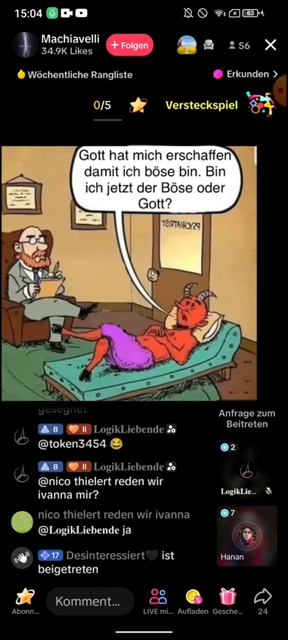 15:04
63
Machiavelli
34.9K Likes
+ Folgen
56
Wöchentliche Rangliste
Erkunden >
0/5
Versteckspiel
Gott hat mich erschaffen
damit ich böse bin. Bin
ich jetzt der Böse oder
Gott?
PSYCHIATRIST
gesegnet
8 II LogikLiebende
@token3454 😂
8 II LogikLiebende
@nico thielert reden wir
ivanna mir?
nico thielert reden wir ivanna
@LogikLiebende ja
17 Desinteressiert🖤 ist
beigetreten
Anfrage zum
Beitreten
2
LogikLie...
7
Hanan
Abonn...
Komment...
LIVE mi...
Aufladen
Gesche...
24